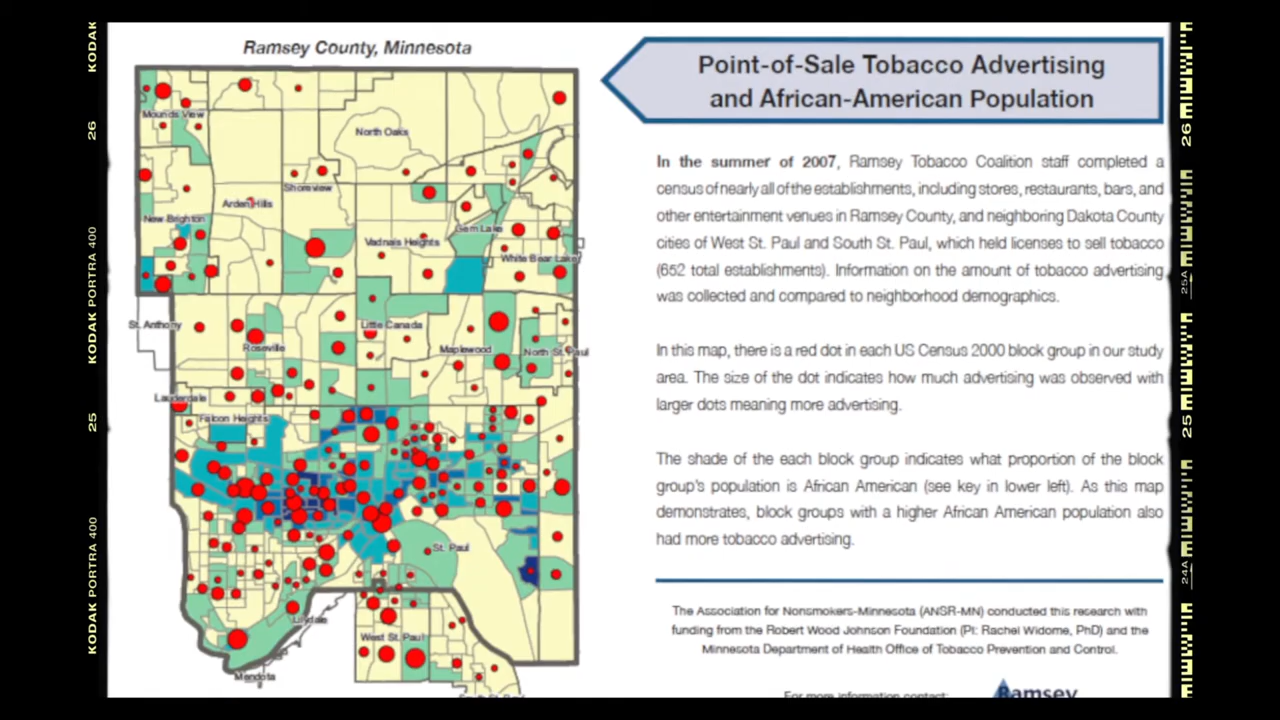 KODAK
26
KODAK PORTRA 400
25
KODAK PORTRA 400
Ramsey County, Minnesota
Mounds View
North Oaks
Shoreview
Arden Hills
New Brighton
Gem Lake
Vadnais Heights
White Bear Lake
St. Anthony
Little Canada
Roseville
Maplewood
North St. Paul
Lauderdale
Falcon Heights
St. Paul
Lilydale
West St. Paul
Mendota
Point-of-Sale Tobacco Advertising
and African-American Population
In the summer of 2007, Ramsey Tobacco Coalition staff completed a
census of nearly all of the establishments, including stores, restaurants, bars, and
other entertainment venues in Ramsey County, and neighboring Dakota County
cities of West St. Paul and South St. Paul, which held licenses to sell tobacco
(652 total establishments). Information on the amount of tobacco advertising
was collected and compared to neighborhood demographics.
In this map, there is a red dot in each US Census 2000 block group in our study
area. The size of the dot indicates how much advertising was observed with
larger dots meaning more advertising.
The shade of the each block group indicates what proportion of the block
group's population is African American (see key in lower left). As this map
demonstrates, block groups with a higher African American population also
had more tobacco advertising.
The Association for Nonsmokers-Minnesota (ANSR-MN) conducted this research with
funding from the Robert Wood Johnson Foundation (PI: Rachel Widome, PhD) and the
Minnesota Department of Health Office of Tobacco Prevention and Control.
For more information contact:
Ramsey
26
25A
25
24A